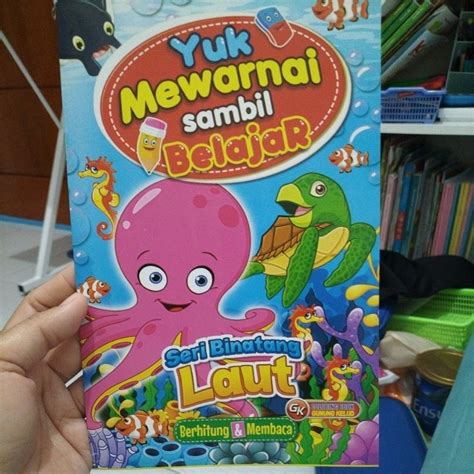 Yuk
Mewarnai
sambil
Belajar
Seri Binatang
Laut
GK
GUNUNG KELUD
Berhitung & Membaca